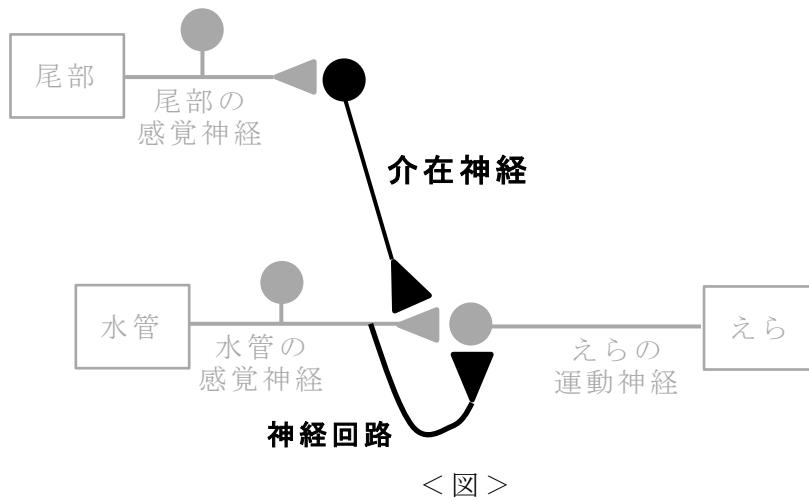 尾部
尾部の
感覚神経
介在神経
水管
水管の
感覚神経
えら
えらの
運動神経
神経回路
＜図＞